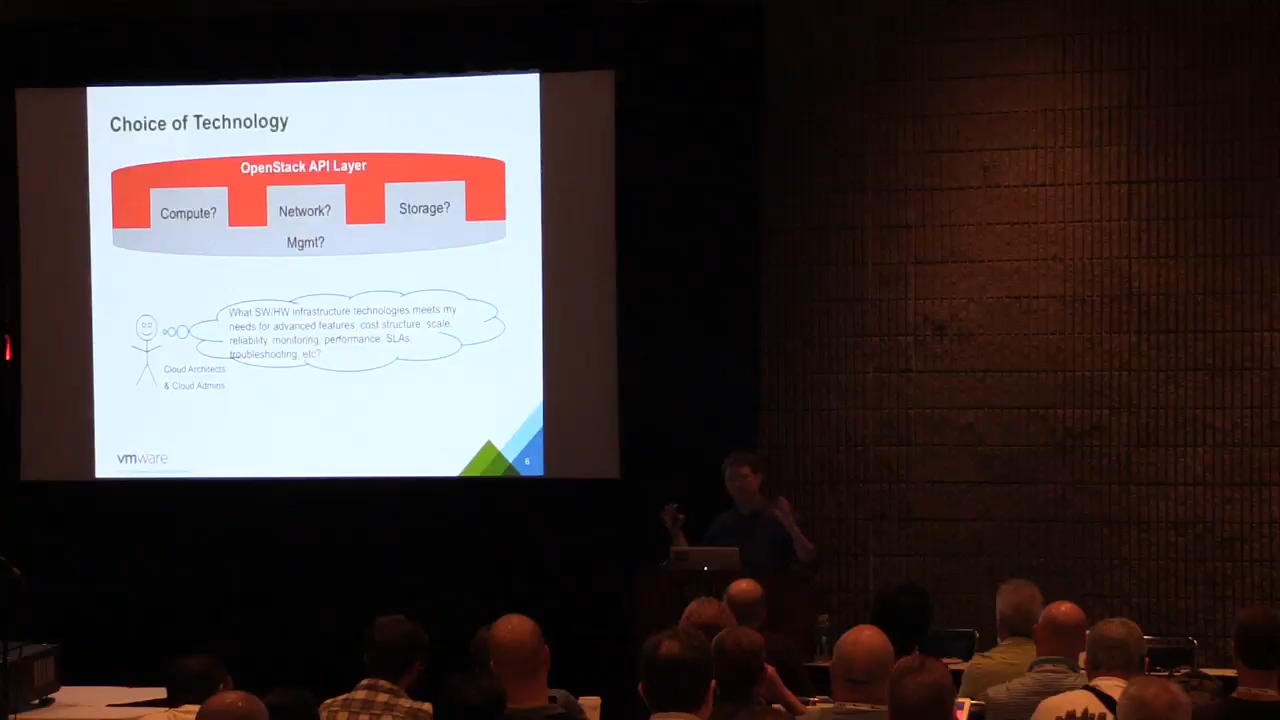 Choice of Technology
OpenStack API Layer
Compute?
Network?
Storage?
Mgmt?
What SW/HW infrastructure technologies meets my
needs for advanced features, cost structure, scale,
reliability, monitoring, performance, SLAs,
troubleshooting, etc?
Cloud Architects
& Cloud Admins
vmware
6